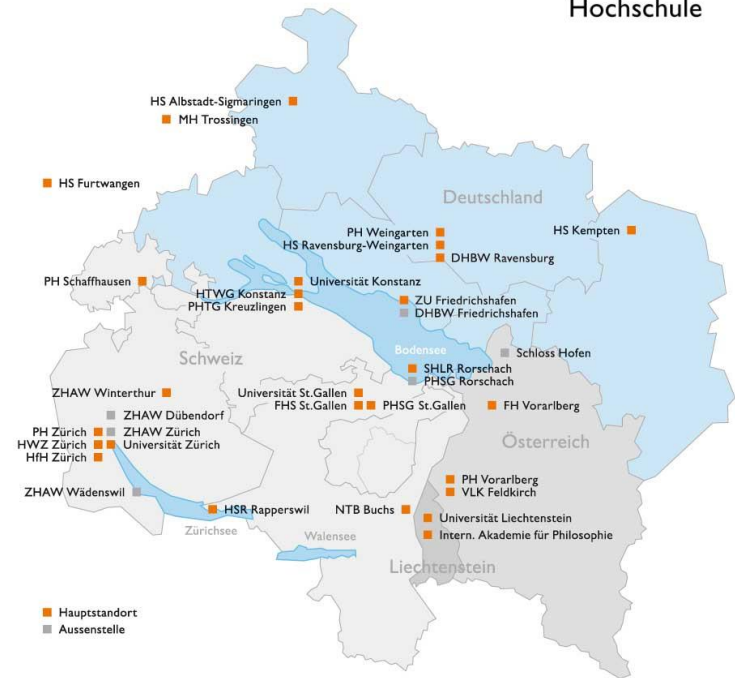 Hochschule
HS Albstadt-Sigmaringen
MH Trossingen
HS Furtwangen
Deutschland
PH Weingarten
HS Kempten
HS Ravensburg-Weingarten
DHBW Ravensburg
PH Schaffhausen
Universität Konstanz
HTWG Konstanz
ZU Friedrichshafen
PHTG Kreuzlingen
DHBW Friedrichshafen
Bodensee
Schloss Hofen
Schweiz
SHLR Rorschach
PHSG Rorschach
ZHAW Winterthur
Universität St.Gallen
FHS St.Gallen
PHSG St.Gallen
FH Vorarlberg
ZHAW Dübendorf
PH Zürich
ZHAW Zürich
HWZ Zürich
Universität Zürich
Österreich
HfH Zürich
PH Vorarlberg
ZHAW Wädenswil
VLK Feldkirch
HSR Rapperswil
NTB Buchs
Universität Liechtenstein
Zürichsee
Walensee
Intern. Akademie für Philosophie
Liechtenstein
Hauptstandort
Aussenstelle